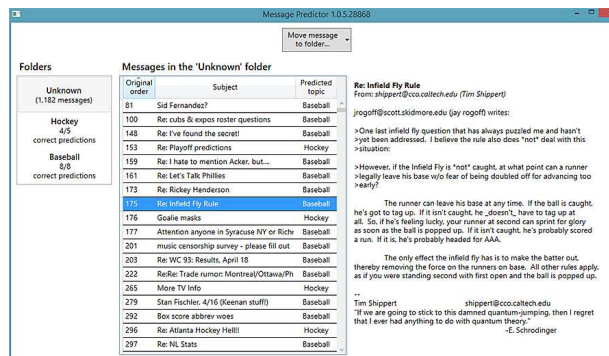 Message Predictor 1.0.5.28868
Move message
to folder...
Folders
Unknown
(1,182 messages)
Hockey
4/5
correct predictions
Baseball
8/8
correct predictions
Messages in the 'Unknown' folder
Original order Subject Predicted topic
81 Sid Fernandez? Baseball
100 Re: cubs & expos roster questions Baseball
148 Re: I've found the secret! Baseball
153 Re: Playoff predictions Hockey
159 Re: I hate to mention Acker, but.... Baseball
161 Re: Let's Talk Phillies Baseball
173 Re: Rickey Henderson Baseball
175 Re: Infield Fly Rule Baseball
176 Goalie masks Hockey
177 Attention anyone in Syracuse NY or Riche Baseball
201 music censorship survey - please fill out Baseball
203 Re: WC 93: Results, April 18 Baseball
222 Re:Re: Trade rumor: Montreal/Ottawa/Ph Baseball
265 More TV Info Hockey
279 Stan Fischler. 4/16 (Keenan stuff!) Baseball
292 Box score abbrev woes Baseball
296 Re: Atlanta Hockey Hell!! Hockey
297 Re: NL Stats Baseball
Re: Infield Fly Rule
From: shippert@cco.caltech.edu (Tim Shippert)
jrogoff@scott.skidmore.edu (jay rogoff) writes:
>One last infield fly question that has always puzzled me and hasn't
>yet been addressed. I believe the rule also does *not* deal with this
>situation:
>However, if the Infield Fly is *not* caught, at what point can a runner
>legally leave his base w/o fear of being doubled off for advancing too
>early?
The runner can leave his base at any time. If the ball is caught,
he's got to tag up. If it isn't caught, he _doesn't_ have to tag up at
all. So, if he's feeling lucky, your runner at second can sprint for glory
as soon as the ball is popped up. If it isn't caught, he's probably scored
a run. If it is, he's probably headed for AAA.
The only effect the infield fly has is to make the batter out,
thereby removing the force on the runners on base. All other rules apply,
as if you were standing second with first open and the ball is popped up.
--
Tim Shippert shippert@cco.caltech.edu
"If we are going to stick to this damned quantum-jumping, then I regret
that I ever had anything to do with quantum theory."
-E. Schrodinger